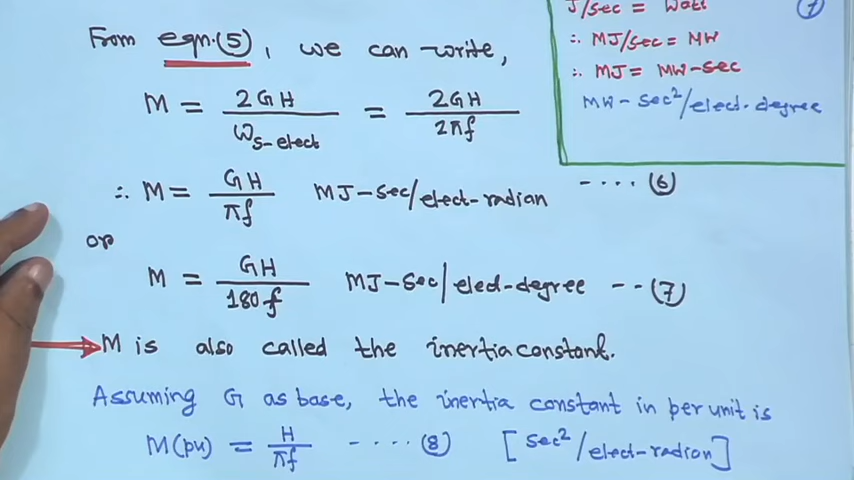 From eqn.(5), we can write,
M = 2GH / ω_s-elect = 2GH / 2πf
∴ M = GH / πf MJ-sec/elect-radian ---- (6)
or
M = GH / 180f MJ-sec/elect-degree -- (7)
M is also called the inertia constant.
Assuming G as base, the inertia constant in per unit is
M(pu) = H / πf ---- (8) [sec²/elect-radian]
J/sec = Watt
(7)
∴ MJ/sec = MW
∴ MJ = MW-sec
MW-sec²/elect-degree